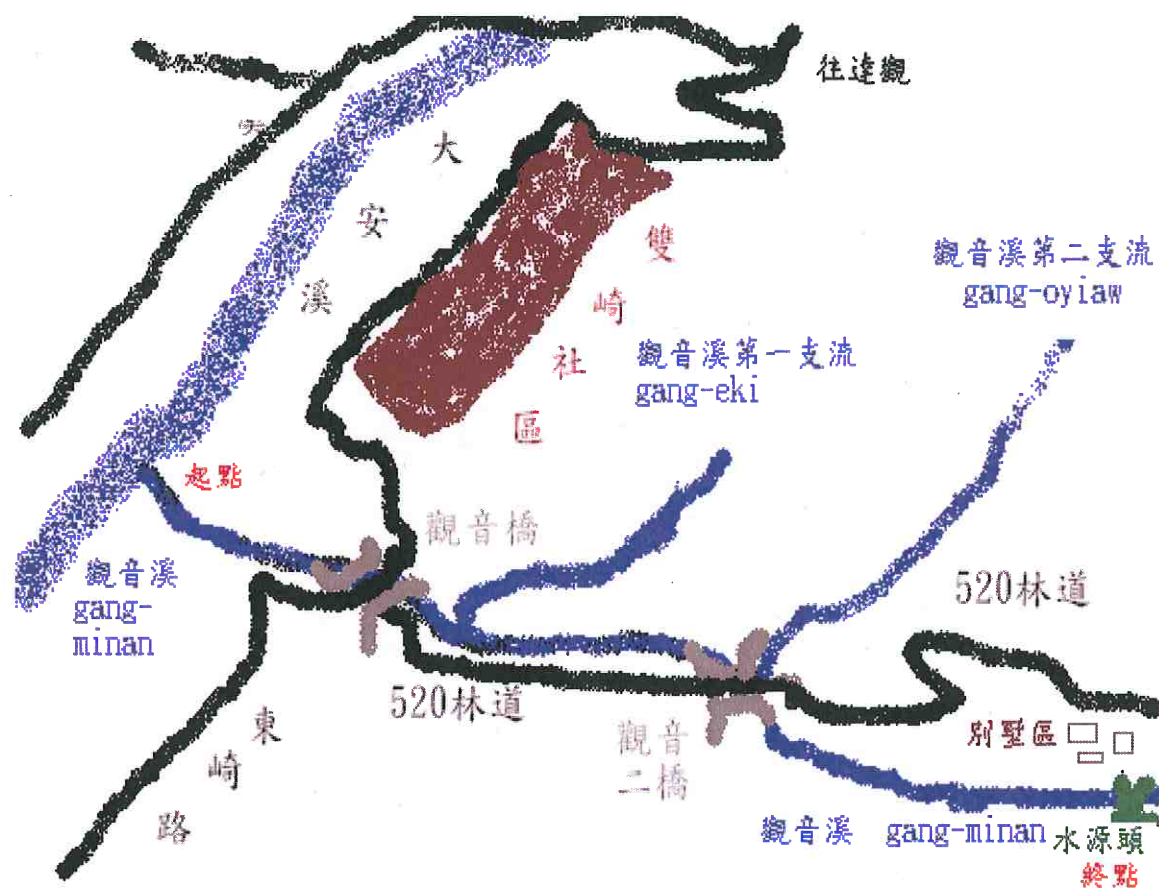 往達觀
大安溪
雙崎社區
觀音溪第二支流
gang-oyiaw
觀音溪第一支流
gang-eki
起點
觀音橋
觀音溪
gang-
minan
520林道
520林道
東崎路
觀音
二橋
別墅區
觀音溪 gang-minan
水源頭
終點